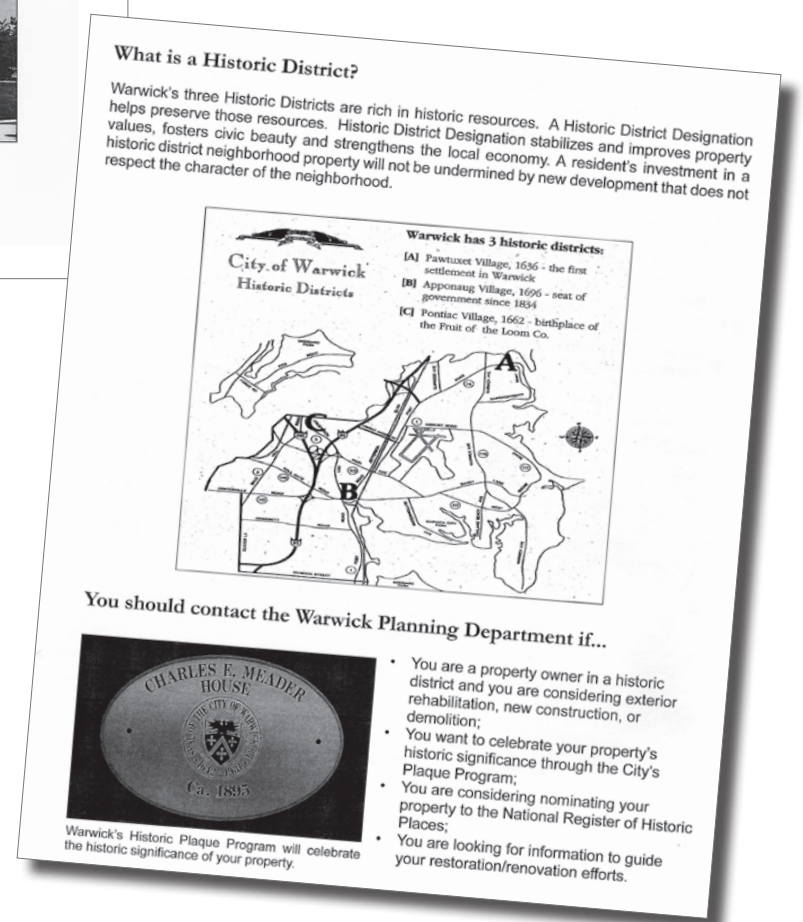 What is a Historic District?
Warwick's three Historic Districts are rich in historic resources. A Historic District Designation
helps preserve those resources. Historic District Designation stabilizes and improves property
values, fosters civic beauty and strengthens the local economy. A resident's investment in a
historic district neighborhood property will not be undermined by new development that does not
respect the character of the neighborhood.
City of Warwick
Historic Districts
Warwick has 3 historic districts:
[A] Pawtuxet Village, 1636 - the first
settlement in Warwick
[B] Apponaug Village, 1696 - seat of
government since 1834
[C] Pontiac Village, 1662 - birthplace of
the Fruit of the Loom Co.
A
C
B
You should contact the Warwick Planning Department if...
CHARLES E. MEADER
HOUSE
Ca. 1895
Warwick's Historic Plaque Program will celebrate
the historic significance of your property.
• You are a property owner in a historic
district and you are considering exterior
rehabilitation, new construction, or
demolition;
• You want to celebrate your property's
historic significance through the City's
Plaque Program;
• You are considering nominating your
property to the National Register of Historic
Places;
• You are looking for information to guide
your restoration/renovation efforts.